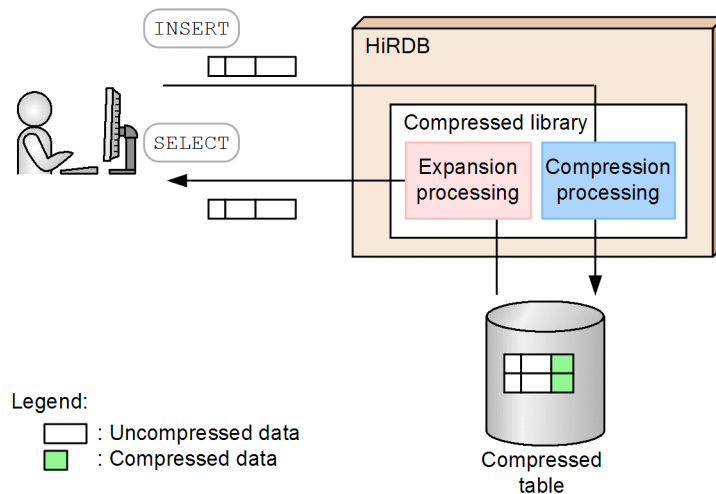 INSERT
HiRDB
Compressed library
SELECT
Expansion
processing
Compression
processing
Legend:
: Uncompressed data
: Compressed data
Compressed
table